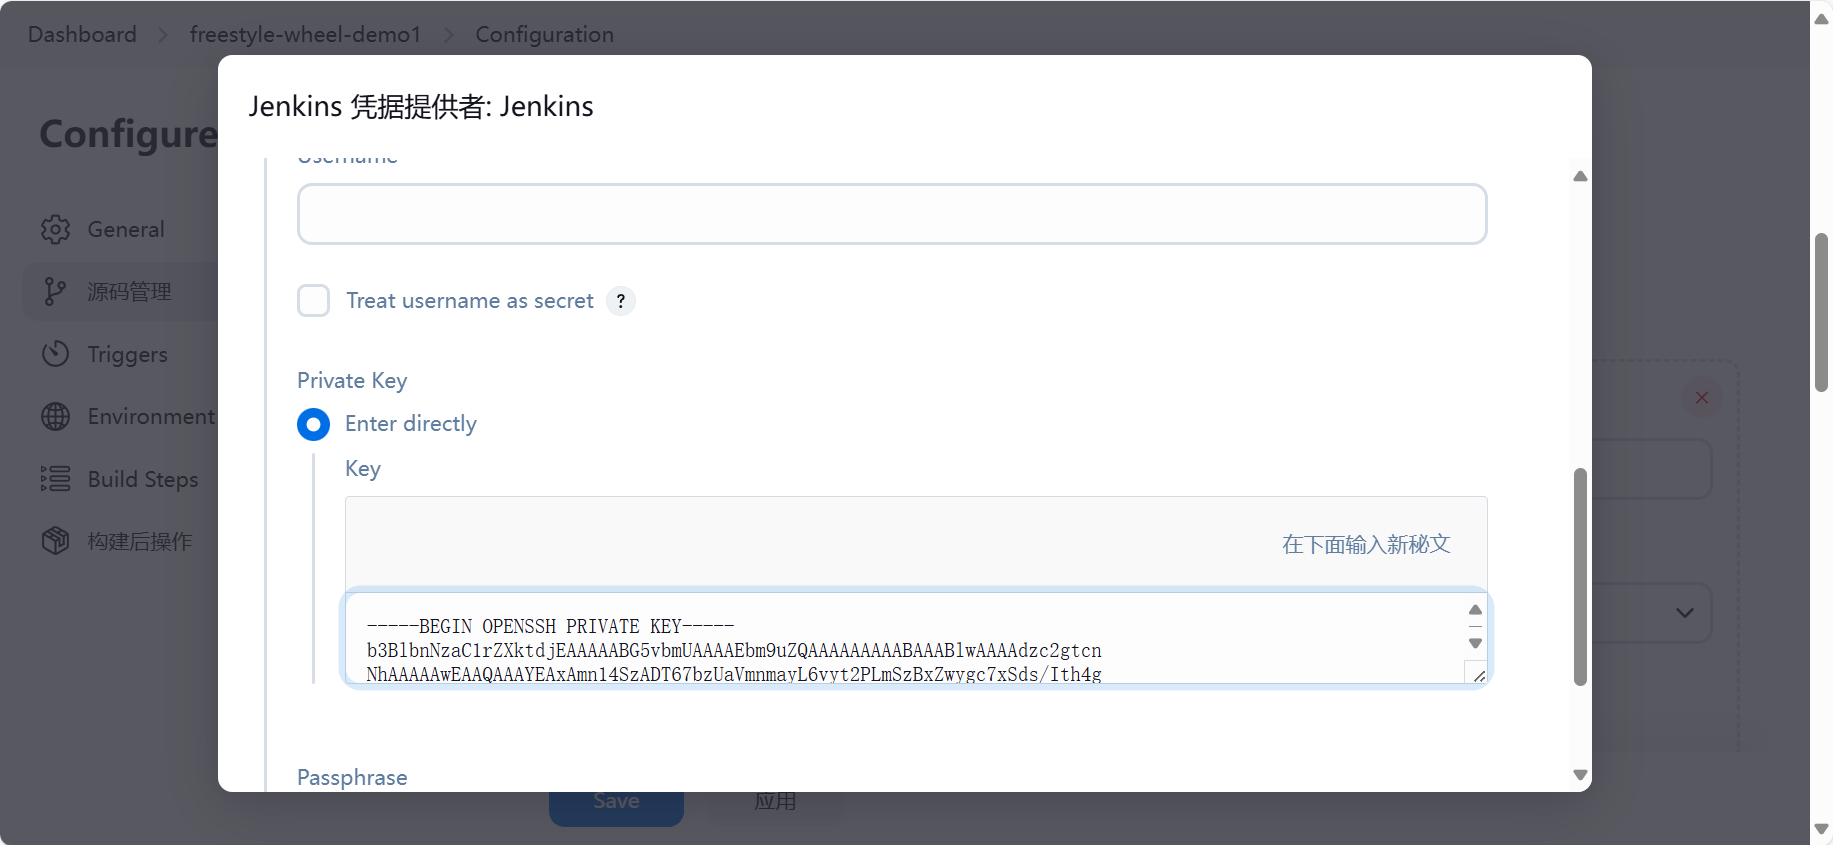 Dashboard > freestyle-wheel-demo1 > Configuration
Jenkins 凭据提供者: Jenkins
Configure
General
源码管理
Triggers
Environment
Build Steps
构建后操作
Username
Treat username as secret ?
Private Key
Enter directly
Key
在下面输入新秘文
-----BEGIN OPENSSH PRIVATE KEY-----
b3BlbnNzaC1rZXktdjEAAAAABG5vbmUAAAAEbm9uZQAAAAAAAAABAAABlwAAAAdzc2gtcn
NhAAAAAwEAAQAAAYEAxAmn14SzADT67bzUaVmnmayL6vyt2PLmSzBxZwygc7xSds/Ith4g
Passphrase
Save
应用